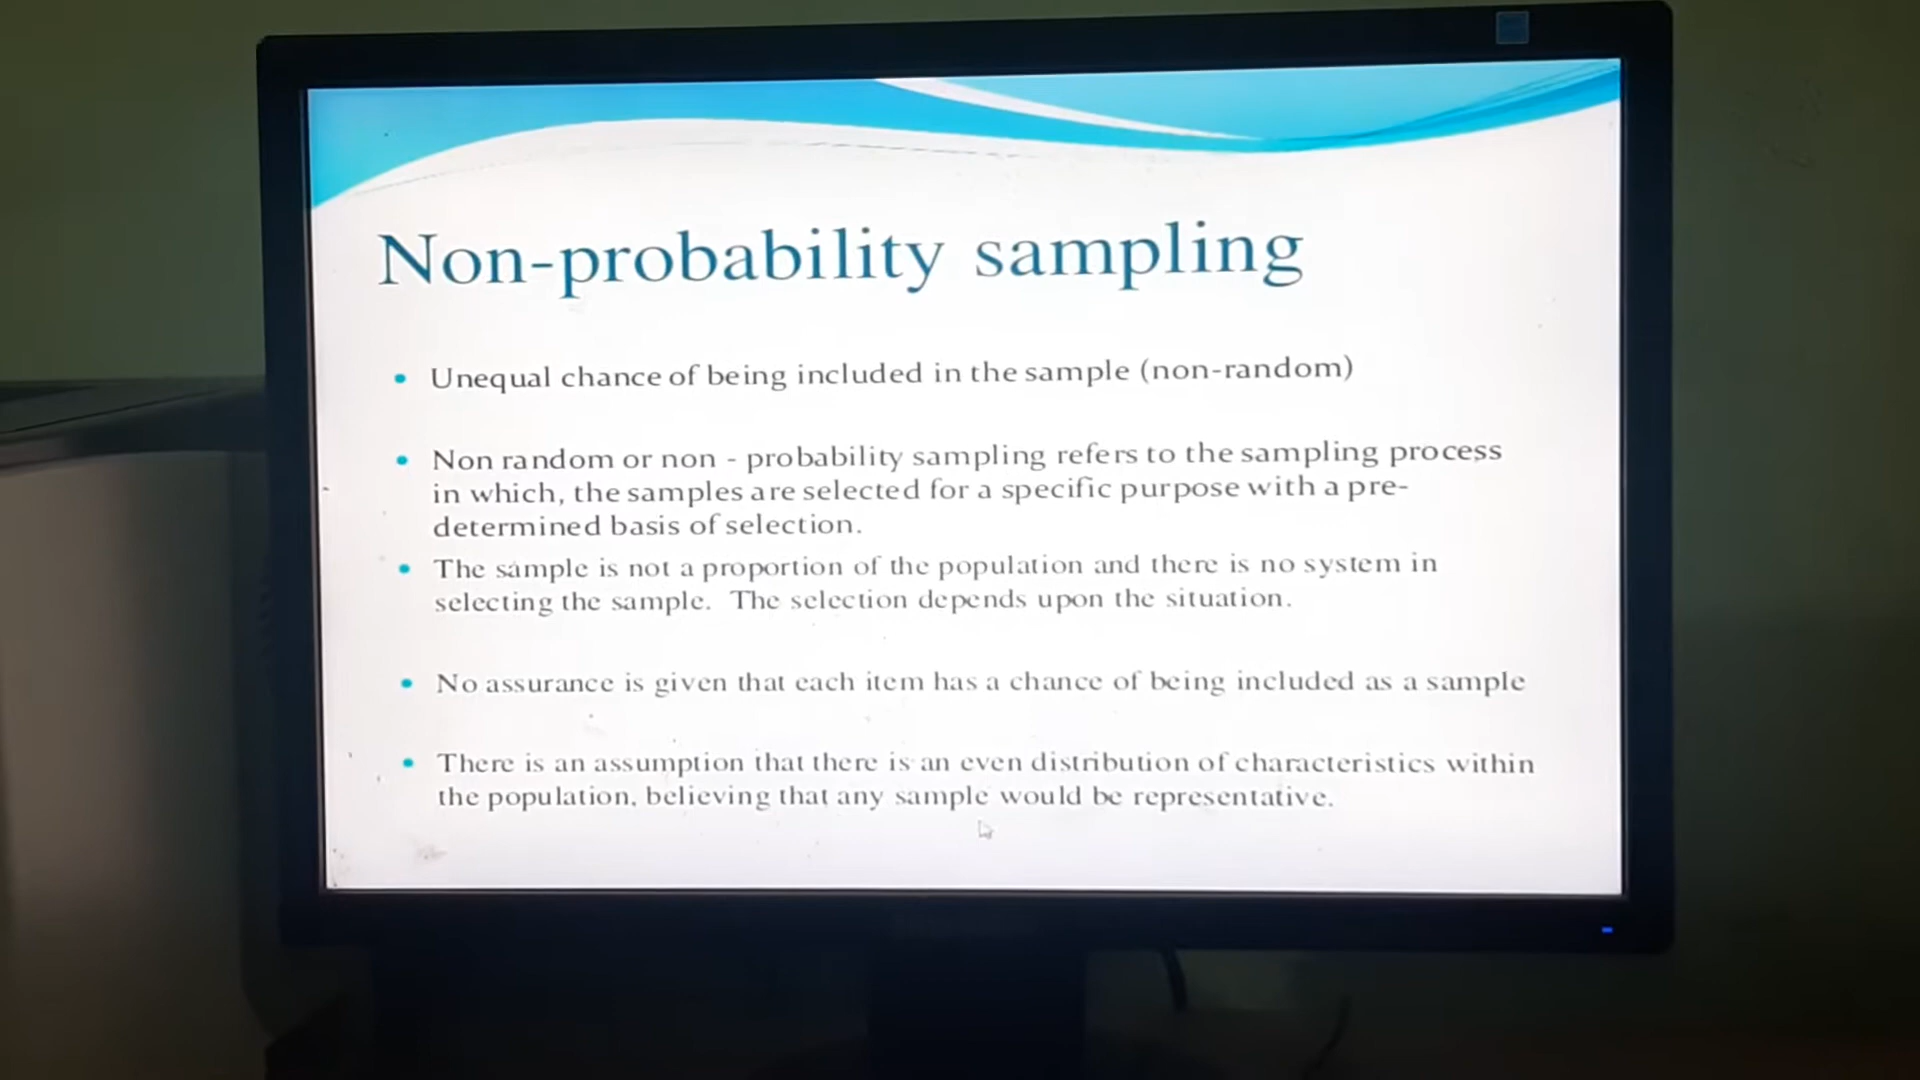 Non-probability sampling
• Unequal chance of being included in the sample (non-random)
• Non random or non - probability sampling refers to the sampling process
in which, the samples are selected for a specific purpose with a pre-
determined basis of selection.
• The sample is not a proportion of the population and there is no system in
selecting the sample. The selection depends upon the situation.
• No assurance is given that each item has a chance of being included as a sample
• There is an assumption that there is an even distribution of characteristics within
the population, believing that any sample would be representative.